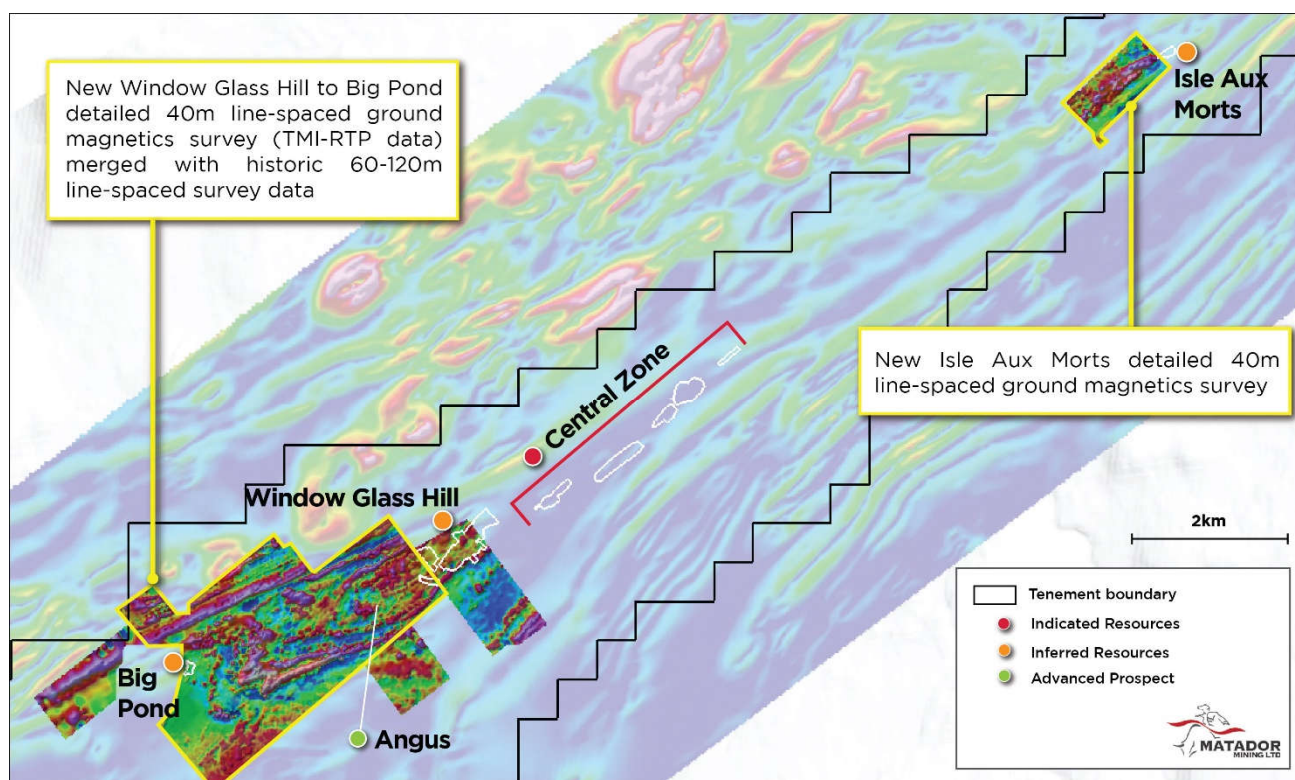 New Window Glass Hill to Big Pond
detailed 40m line-spaced ground
magnetics survey (TMI-RTP data)
merged with historic 60-120m
line-spaced survey data
Isle Aux
Morts
New Isle Aux Morts detailed 40m
line-spaced ground magnetics survey
Central Zone
Window Glass Hill
Big
Pond
Angus
2km
Tenement boundary
Indicated Resources
Inferred Resources
Advanced Prospect
MATADOR
MINING LTD